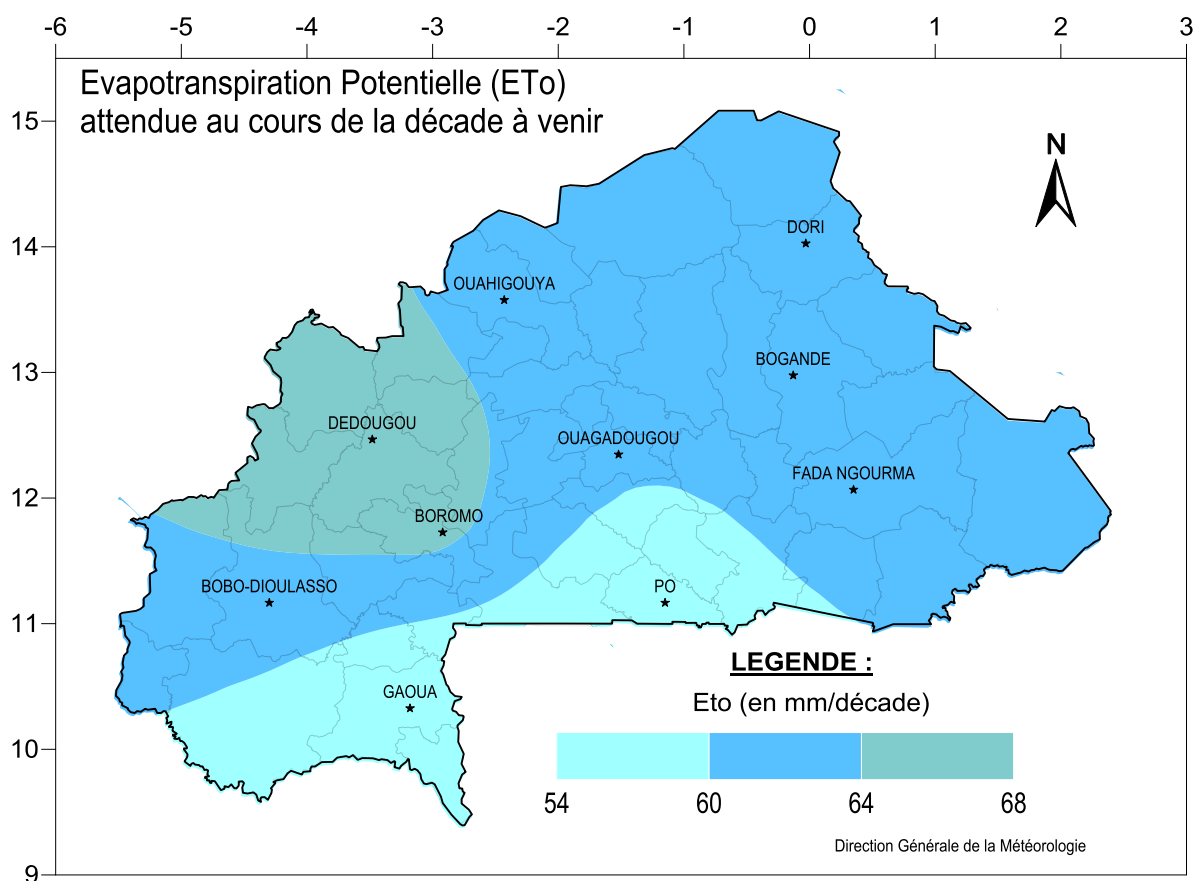 -6 -5 -4 -3 -2 -1 0 1 2 3
Evapotranspiration Potentielle (ETo)
attendue au cours de la décade à venir
15
N
DORI
14
OUAHIGOUYA
BOGANDE
13
DEDOUGOU
OUAGADOUGOU
FADA NGOURMA
12
BOROMO
BOBO-DIOULASSO
PO
11
LEGENDE :
GAOUA
Eto (en mm/décade)
10
54 60 64 68
Direction Générale de la Météorologie
9